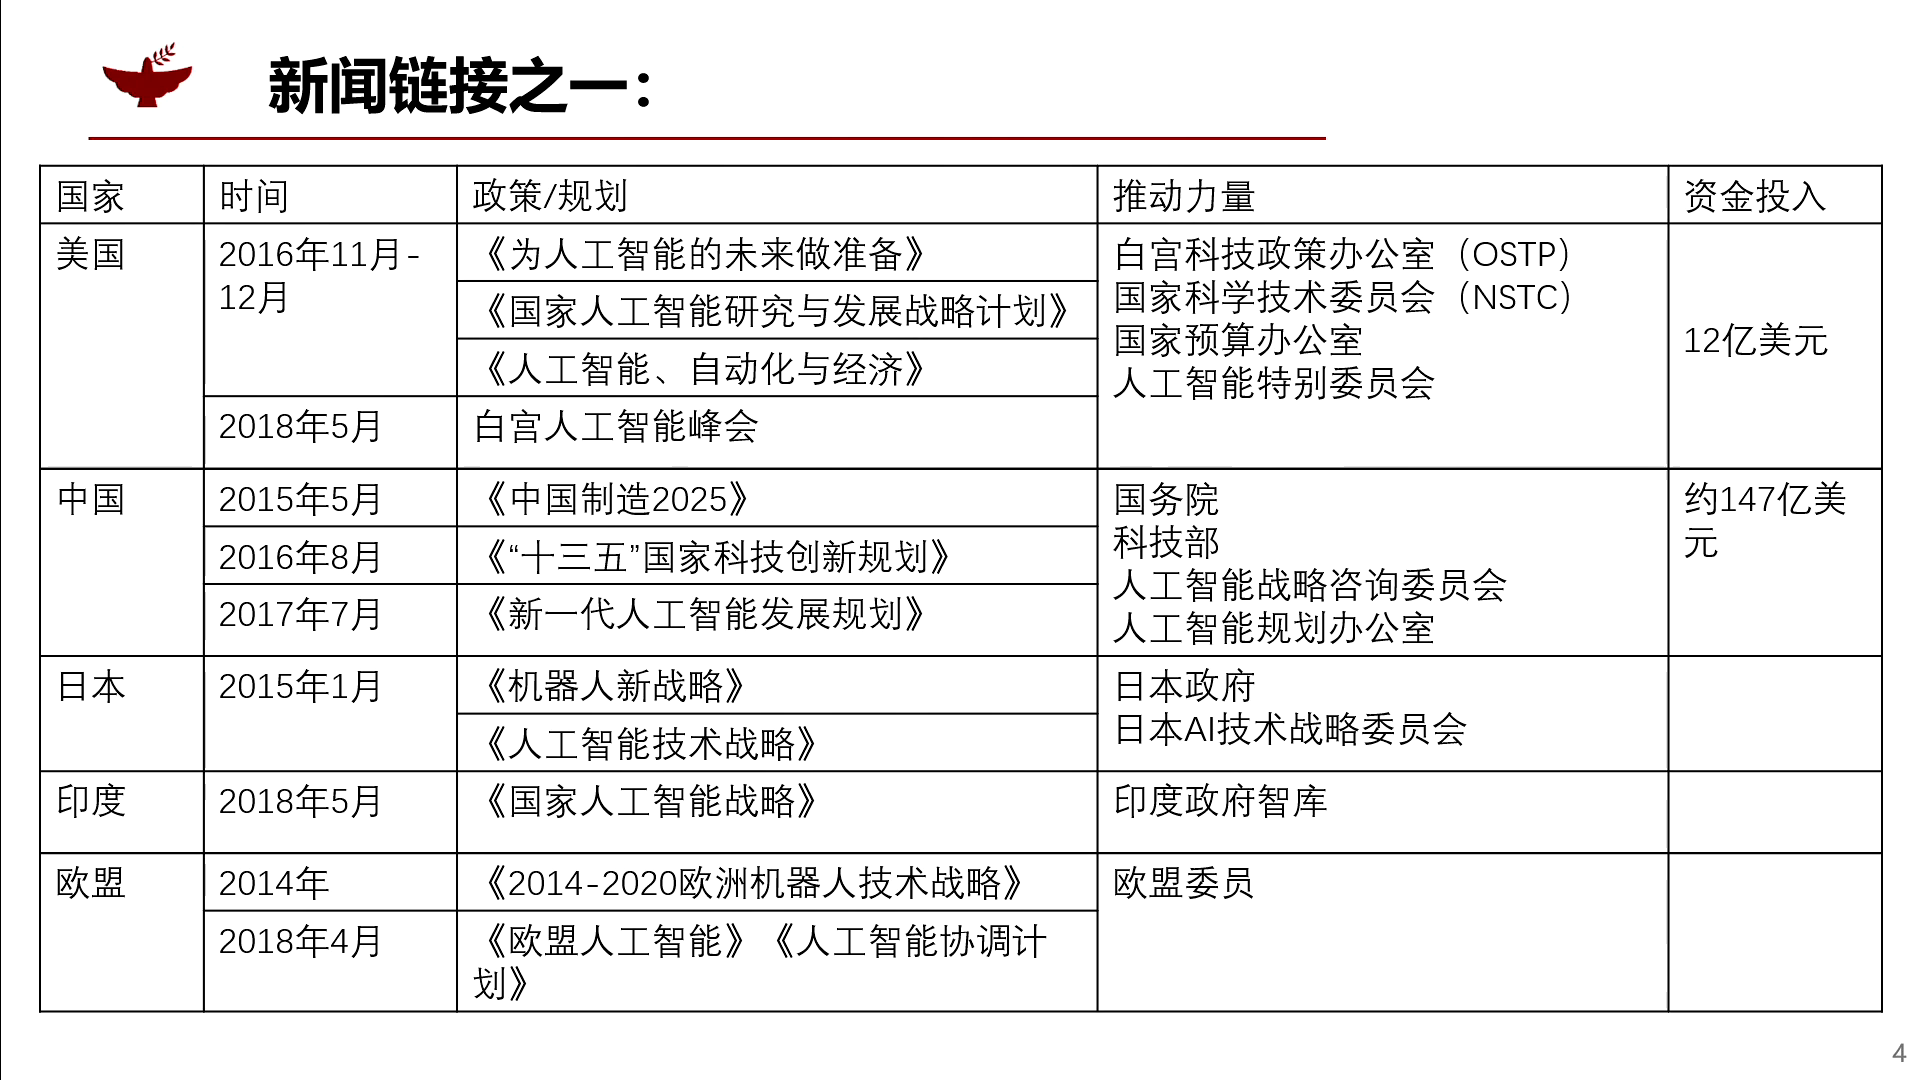 新闻链接之一：
国家 时间 政策/规划 推动力量 资金投入
美国 2016年11月-12月 《为人工智能的未来做准备》
《国家人工智能研究与发展战略计划》
《人工智能、自动化与经济》
2018年5月 白宫人工智能峰会
白宫科技政策办公室（OSTP）
国家科学技术委员会（NSTC）
国家预算办公室
人工智能特别委员会
12亿美元
中国 2015年5月 《中国制造2025》
2016年8月 《“十三五”国家科技创新规划》
2017年7月 《新一代人工智能发展规划》
国务院
科技部
人工智能战略咨询委员会
人工智能规划办公室
约147亿美元
日本 2015年1月 《机器人新战略》
《人工智能技术战略》
日本政府
日本AI技术战略委员会
印度 2018年5月 《国家人工智能战略》 印度政府智库
欧盟 2014年 《2014-2020欧洲机器人技术战略》 欧盟委员
2018年4月 《欧盟人工智能》《人工智能协调计划》
4